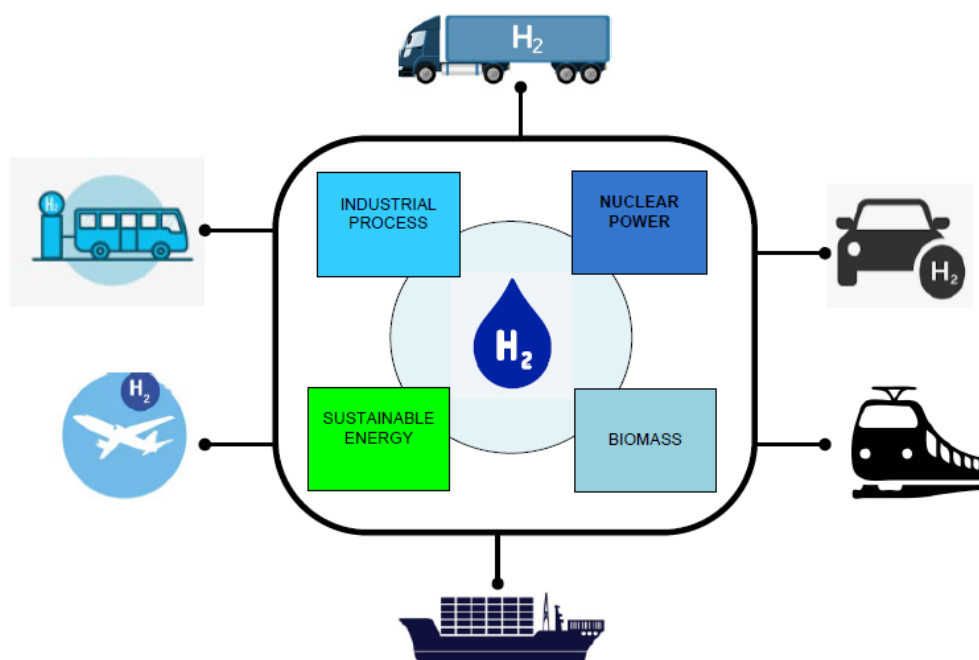 H₂
INDUSTRIAL
PROCESS
NUCLEAR
POWER
H₂
H₂
H₂
H₂
SUSTAINABLE
ENERGY
BIOMASS